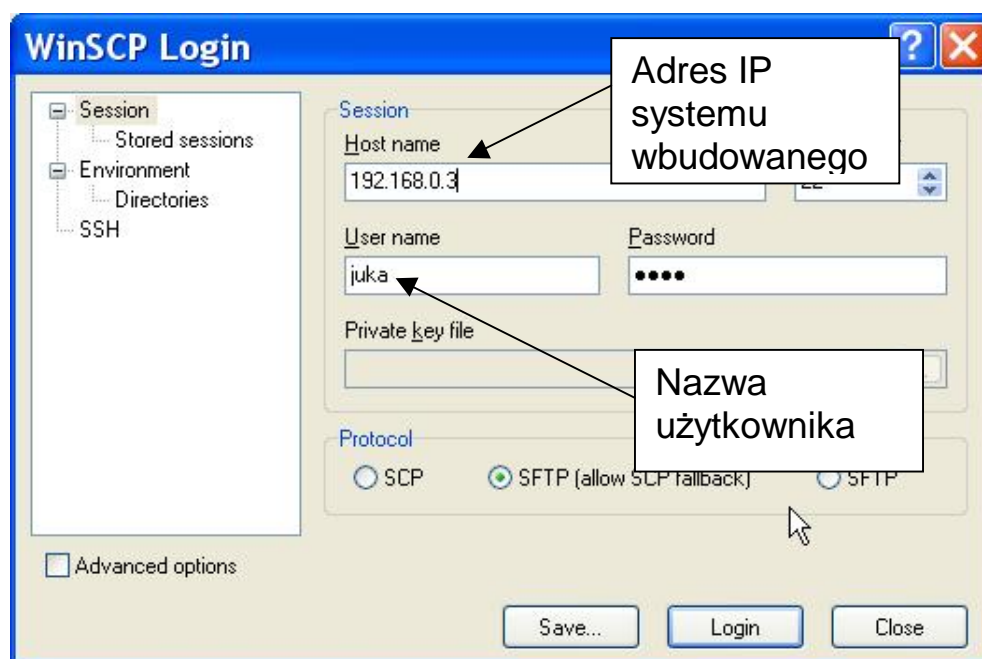 WinSCP Login
Adres IP
systemu
wbudowanego
Session
Stored sessions
Environment
Directories
SSH
Session
Host name
192.168.0.3
22
User name
juka
Password
Private key file
Nazwa
użytkownika
Protocol
SCP
SFTP (allow SCP fallback)
SFTP
Advanced options
Save...
Login
Close